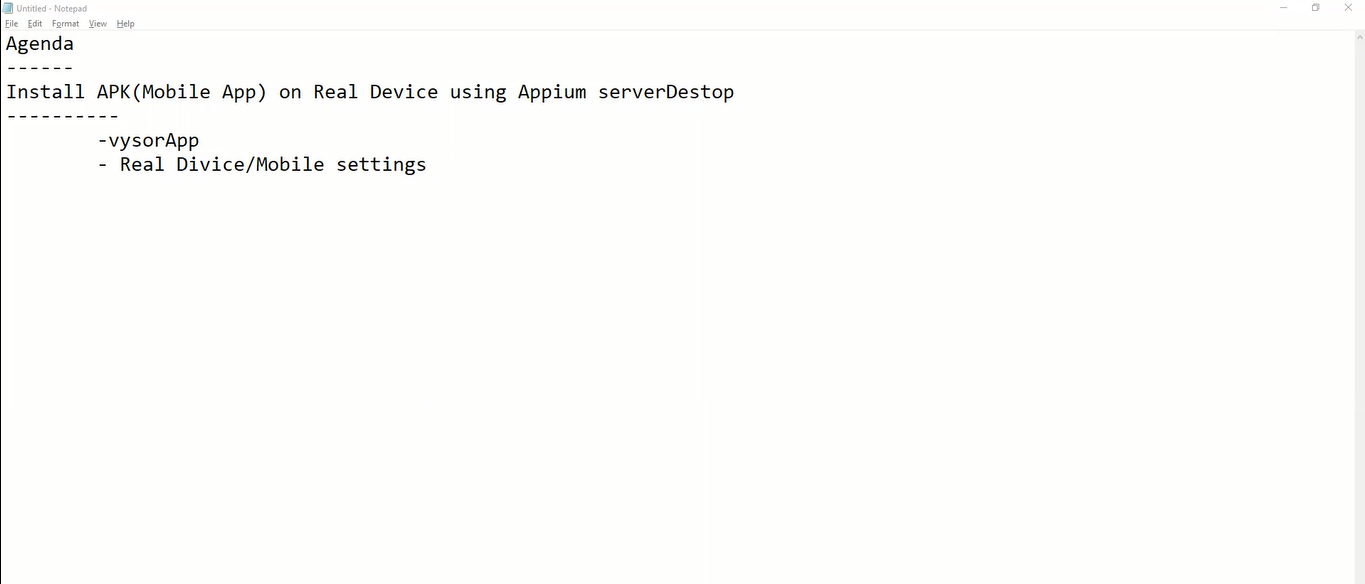 Untitled - Notepad
File Edit Format View Help
Agenda
------
Install APK(Mobile App) on Real Device using Appium serverDestop
----------
-vysorApp
- Real Divice/Mobile settings